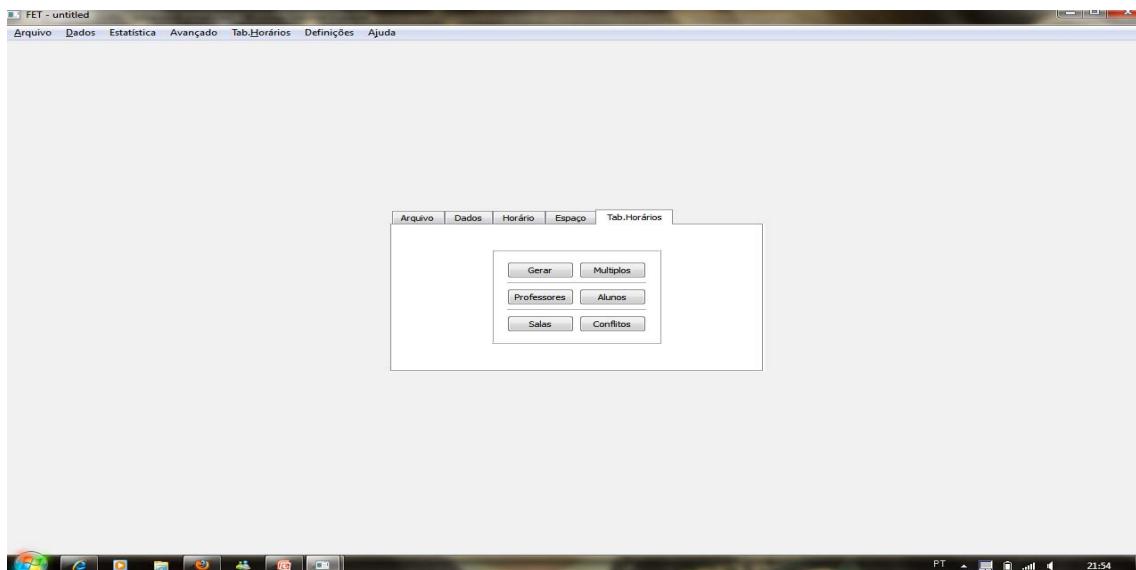 FET - untitled
Arquivo Dados Estatística Avançado Tab.Horários Definições Ajuda
Arquivo Dados Horário Espaço Tab.Horários
Gerar Multiplos
Professores Alunos
Salas Conflitos
PT 21:54